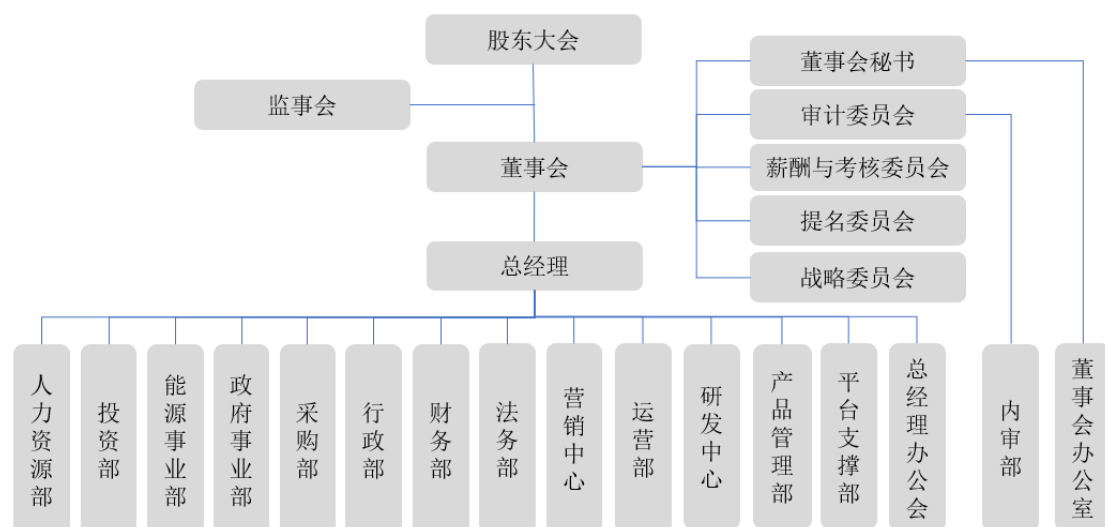 股东大会
董事会秘书
监事会
审计委员会
董事会
薪酬与考核委员会
提名委员会
总经理
战略委员会
人力资源部
投资部
能源事业部
政府事业部
采购部
行政部
财务部
法务部
营销中心
运营部
研发中心
产品管理部
平台支撑部
总经理办公会
内审部
董事会办公室